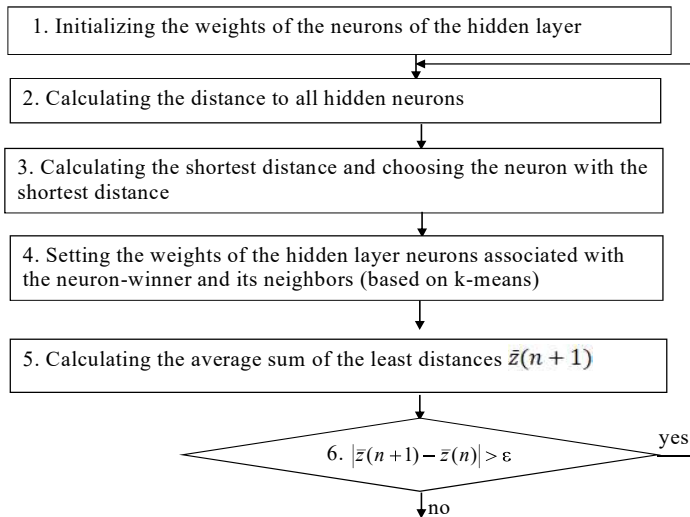 1. Initializing the weights of the neurons of the hidden layer
2. Calculating the distance to all hidden neurons
3. Calculating the shortest distance and choosing the neuron with the
shortest distance
4. Setting the weights of the hidden layer neurons associated with
the neuron-winner and its neighbors (based on k-means)
5. Calculating the average sum of the least distances z̄(n + 1)
6. |z̄(n+1) − z̄(n)| > ε
yes
no